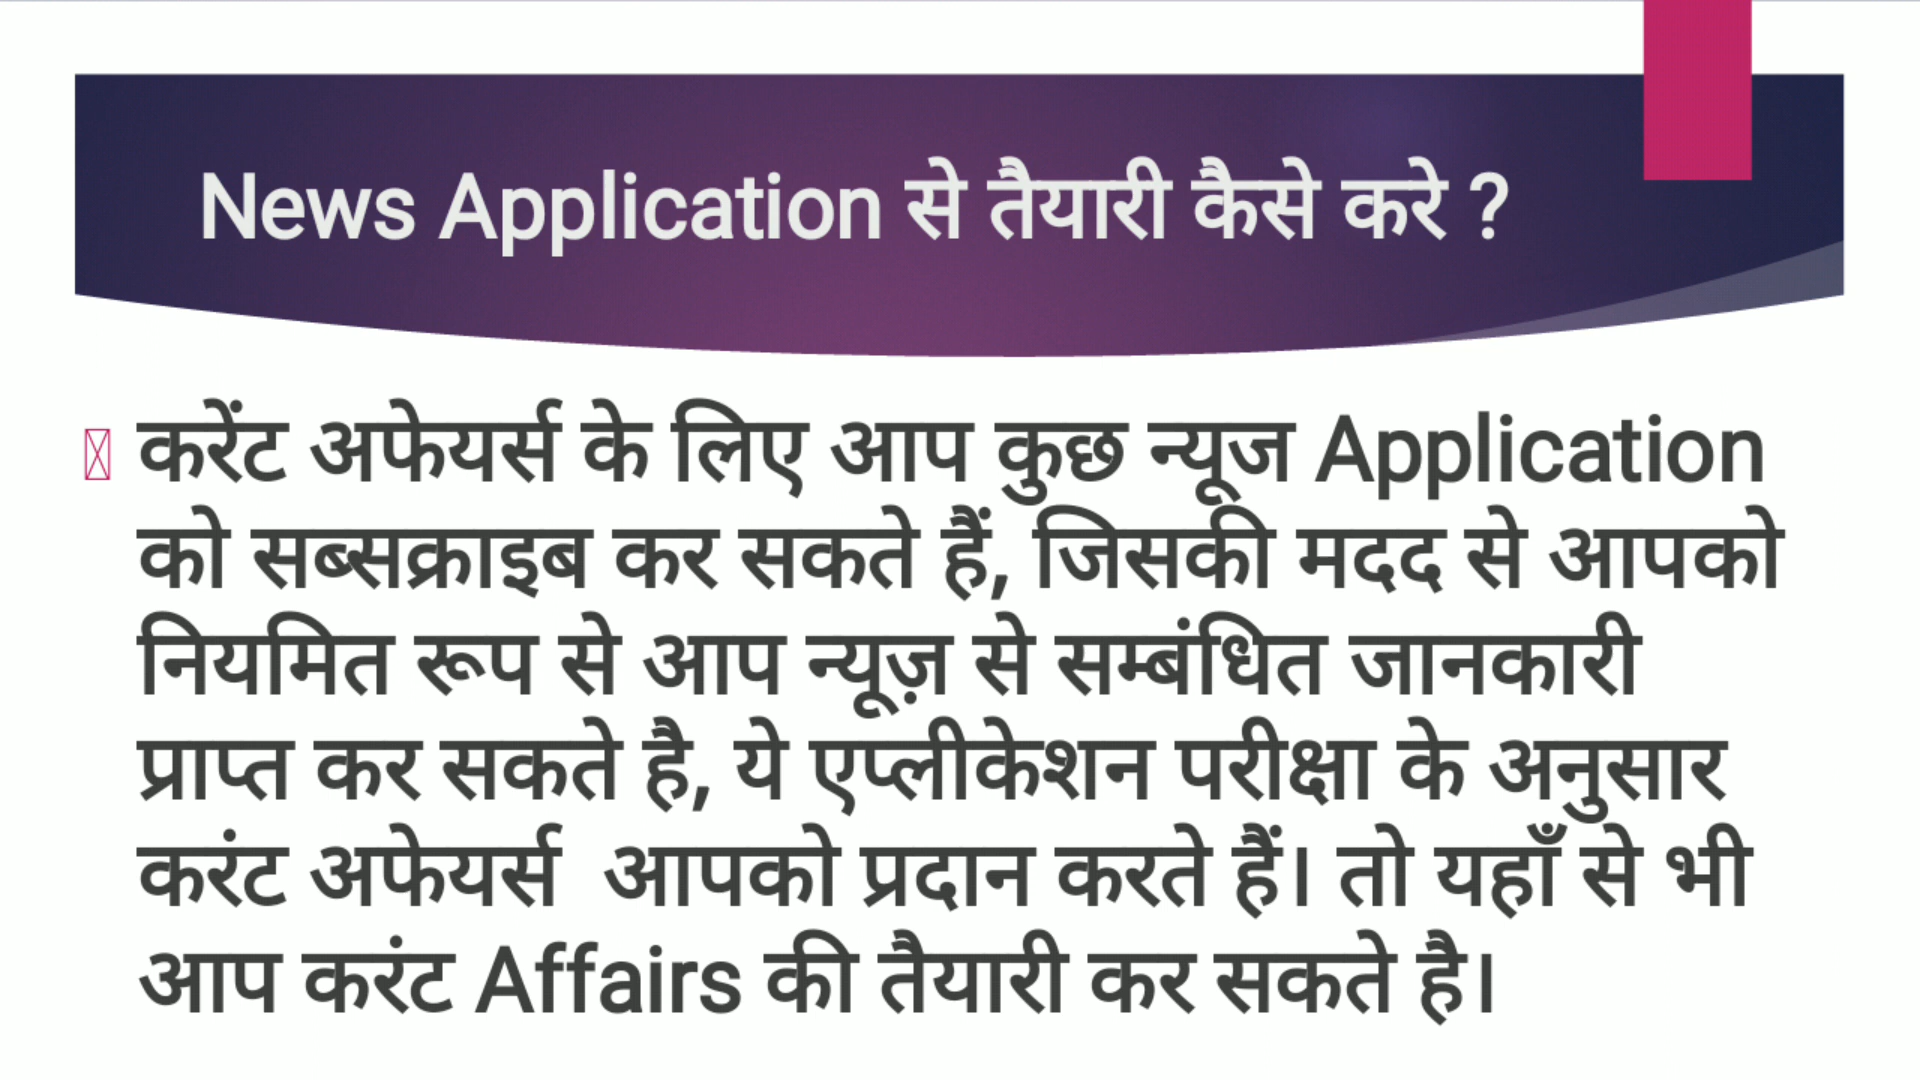 News Application से तैयारी कैसे करे ?
करेंट अफेयर्स के लिए आप कुछ न्यूज Application
को सब्सक्राइब कर सकते हैं, जिसकी मदद से आपको
नियमित रूप से आप न्यूज़ से सम्बंधित जानकारी
प्राप्त कर सकते है, ये एप्लीकेशन परीक्षा के अनुसार
करंट अफेयर्स  आपको प्रदान करते हैं। तो यहाँ से भी
आप करंट Affairs की तैयारी कर सकते है।